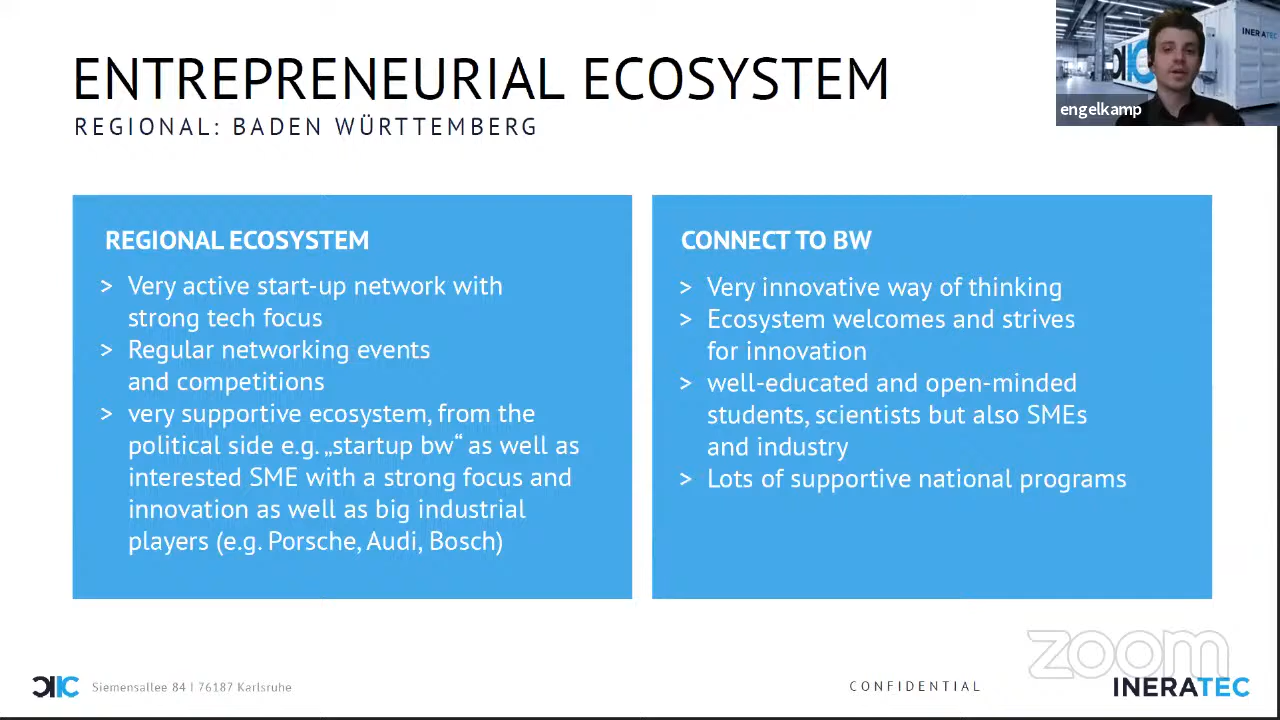 ENTREPRENEURIAL ECOSYSTEM
REGIONAL: BADEN WÜRTTEMBERG
INERATEC
engelkamp
REGIONAL ECOSYSTEM
> Very active start-up network with
strong tech focus
> Regular networking events
and competitions
> very supportive ecosystem, from the
political side e.g. „startup bw“ as well as
interested SME with a strong focus and
innovation as well as big industrial
players (e.g. Porsche, Audi, Bosch)
CONNECT TO BW
> Very innovative way of thinking
> Ecosystem welcomes and strives
for innovation
> well-educated and open-minded
students, scientists but also SMEs
and industry
> Lots of supportive national programs
zoom
Siemensallee 84 I 76187 Karlsruhe
CONFIDENTIAL
INERATEC